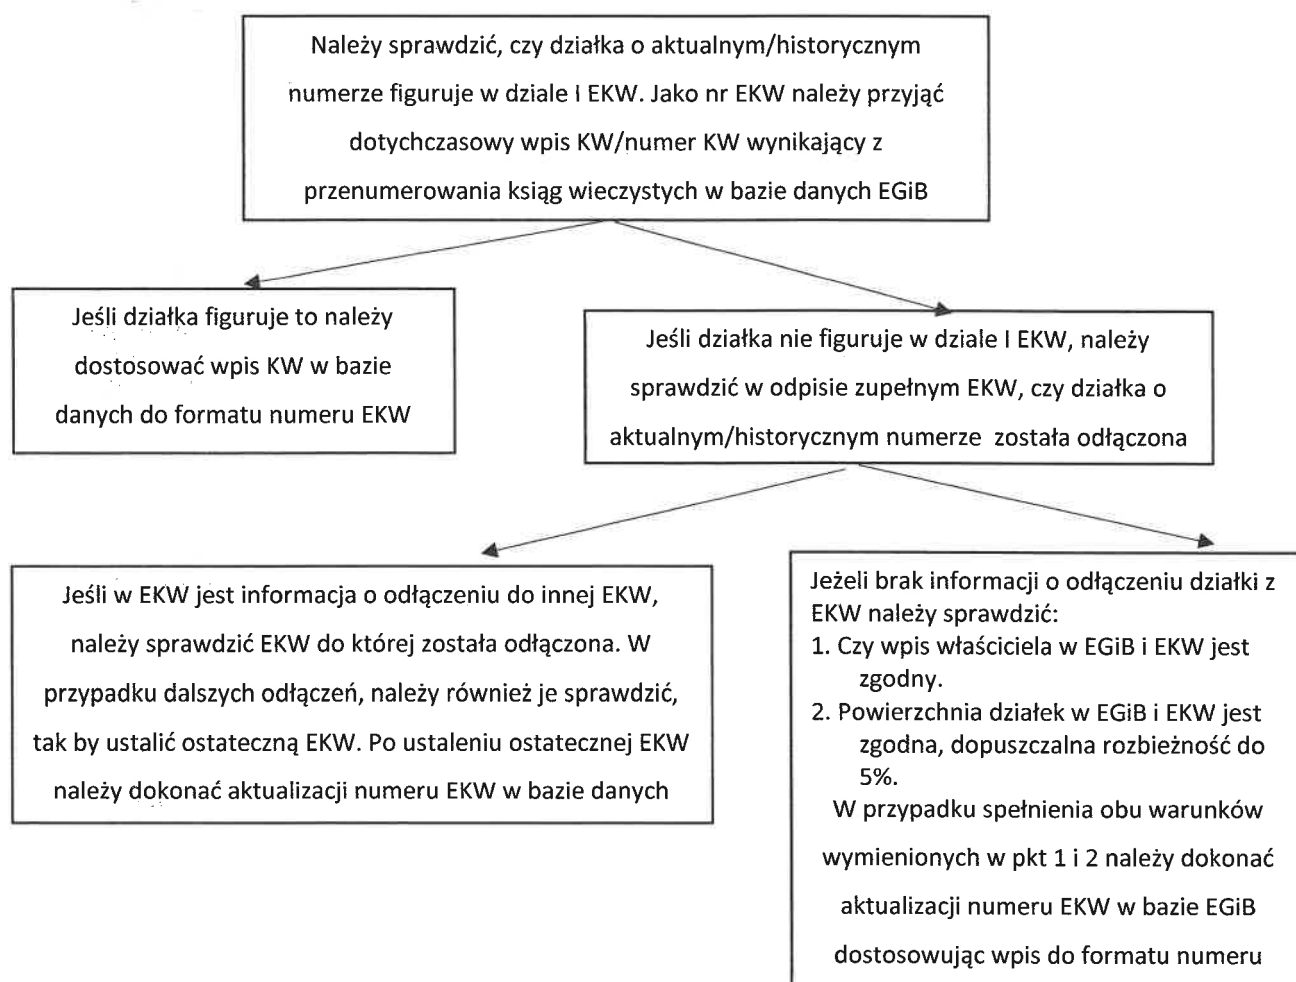 Należy sprawdzić, czy działka o aktualnym/historycznym
numerze figuruje w dziale I EKW. Jako nr EKW należy przyjąć
dotychczasowy wpis KW/numer KW wynikający z
przenumerowania ksiąg wieczystych w bazie danych EGiB
Jeśli działka figuruje to należy
dostosować wpis KW w bazie
danych do formatu numeru EKW
Jeśli działka nie figuruje w dziale I EKW, należy
sprawdzić w odpisie zupełnym EKW, czy działka o
aktualnym/historycznym numerze została odłączona
Jeśli w EKW jest informacja o odłączeniu do innej EKW,
należy sprawdzić EKW do której została odłączona. W
przypadku dalszych odłączeń, należy również je sprawdzić,
tak by ustalić ostateczną EKW. Po ustaleniu ostatecznej EKW
należy dokonać aktualizacji numeru EKW w bazie danych
Jeżeli brak informacji o odłączeniu działki z
EKW należy sprawdzić:
1. Czy wpis właściciela w EGiB i EKW jest
zgodny.
2. Powierzchnia działek w EGiB i EKW jest
zgodna, dopuszczalna rozbieżność do
5%.
W przypadku spełnienia obu warunków
wymienionych w pkt 1 i 2 należy dokonać
aktualizacji numeru EKW w bazie EGiB
dostosowując wpis do formatu numeru